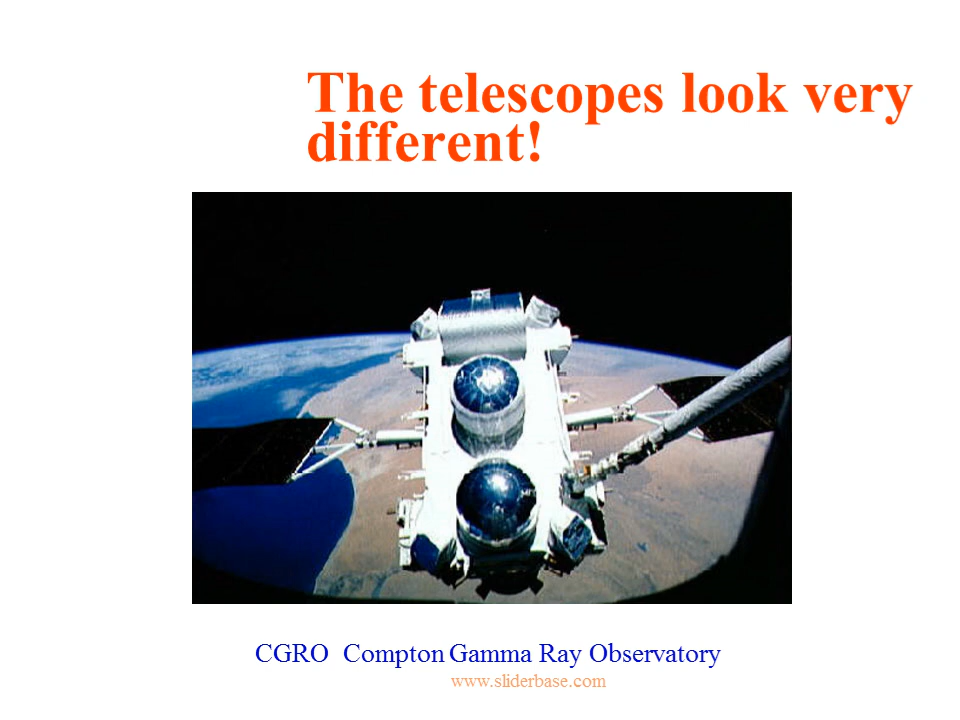 The telescopes look very
different!
CGRO  Compton Gamma Ray Observatory
www.sliderbase.com